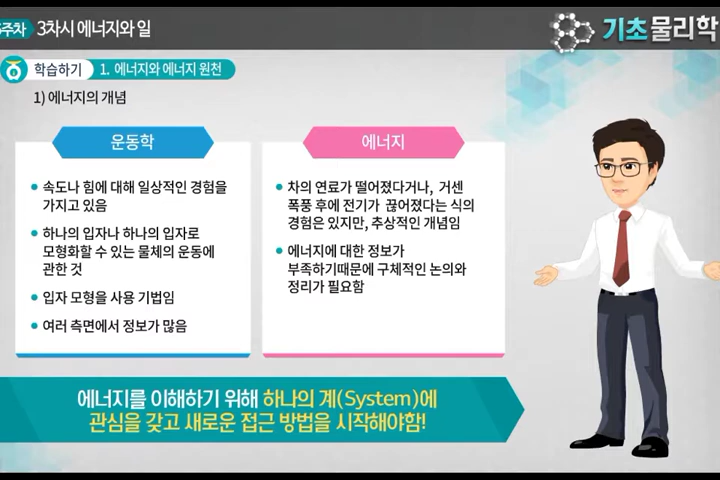 주차 3차시 에너지와 일
기초물리학
학습하기 1. 에너지와 에너지 원천
1) 에너지의 개념
운동학
속도나 힘에 대해 일상적인 경험을
가지고 있음
하나의 입자나 하나의 입자로
모형화할 수 있는 물체의 운동에
관한 것
입자 모형을 사용 기법임
여러 측면에서 정보가 많음
에너지
차의 연료가 떨어졌다거나, 거센
폭풍 후에 전기가 끊어졌다는 식의
경험은 있지만, 추상적인 개념임
에너지에 대한 정보가
부족하기때문에 구체적인 논의와
정리가 필요함
에너지를 이해하기 위해 하나의 계(System)에
관심을 갖고 새로운 접근 방법을 시작해야함!